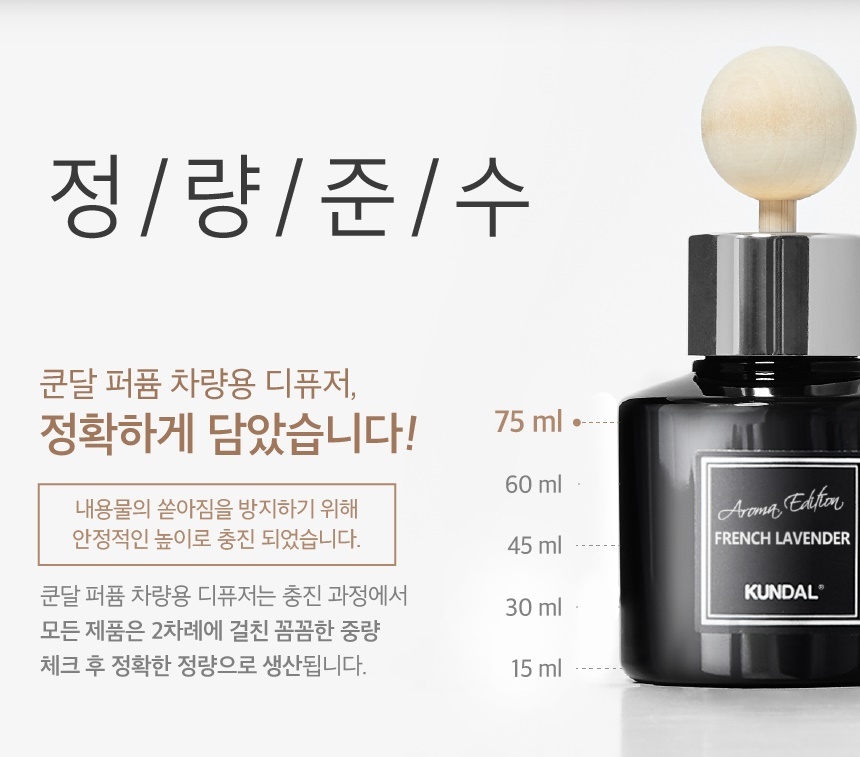 정/량/준/수
쿤달 퍼퓸 차량용 디퓨저,
정확하게 담았습니다!
내용물의 쏟아짐을 방지하기 위해
안정적인 높이로 충진 되었습니다.
쿤달 퍼퓸 차량용 디퓨저는 충진 과정에서
모든 제품은 2차례에 걸친 꼼꼼한 중량
체크 후 정확한 정량으로 생산됩니다.
75 ml
60 ml
45 ml
30 ml
15 ml
Aroma Edition
FRENCH LAVENDER
KUNDAL®